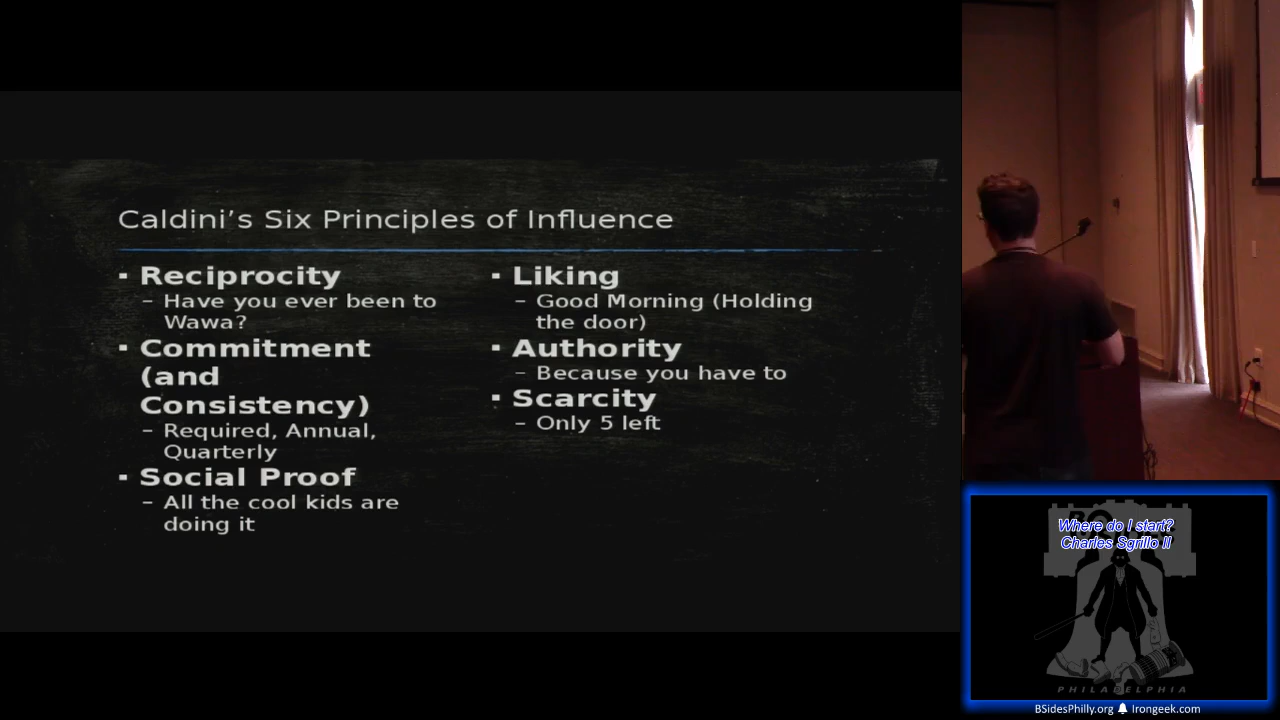 Caldini’s Six Principles of Influence
▪ Reciprocity
– Have you ever been to
Wawa?
▪ Commitment
(and
Consistency)
– Required, Annual,
Quarterly
▪ Social Proof
– All the cool kids are
doing it
▪ Liking
– Good Morning (Holding
the door)
▪ Authority
– Because you have to
▪ Scarcity
– Only 5 left
Where do I start?
Charles Sgrillo II
PHILADELPHIA
BSidesPhilly.org Irongeek.com